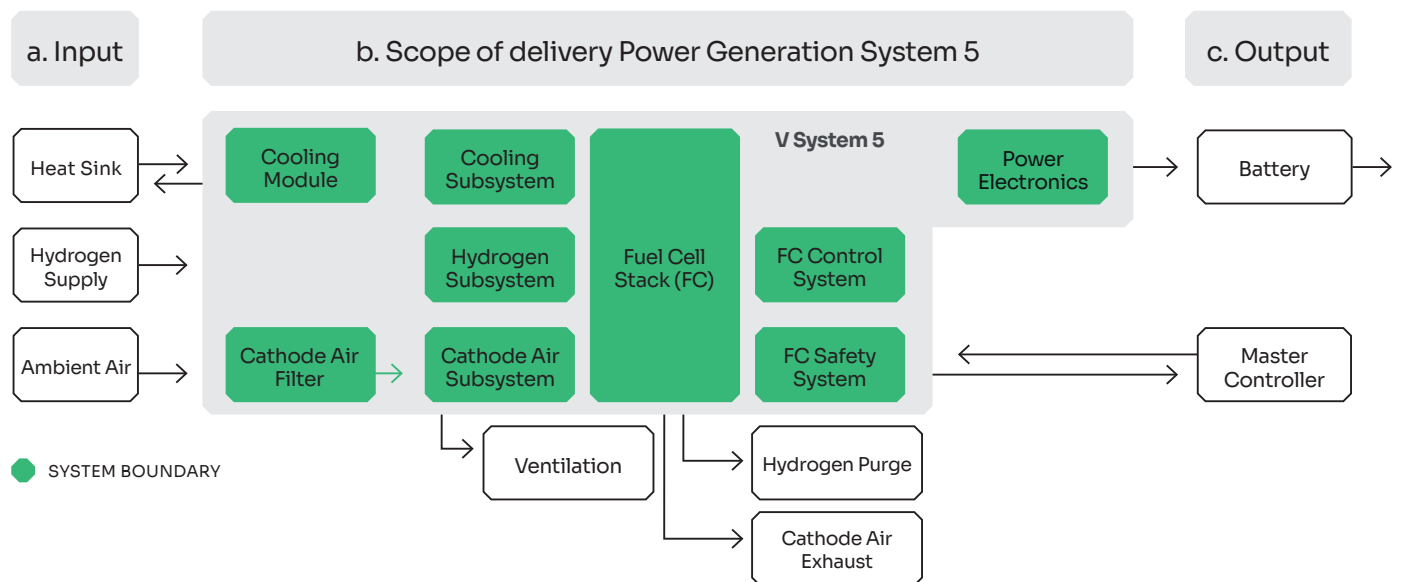 a. Input
b. Scope of delivery Power Generation System 5
c. Output
Heat Sink
Cooling
Module
Cooling
Subsystem
V System 5
Power
Electronics
Battery
Hydrogen
Supply
Hydrogen
Subsystem
Fuel Cell
Stack (FC)
FC Control
System
Ambient Air
Cathode Air
Filter
Cathode Air
Subsystem
FC Safety
System
Master
Controller
SYSTEM BOUNDARY
Ventilation
Hydrogen Purge
Cathode Air
Exhaust